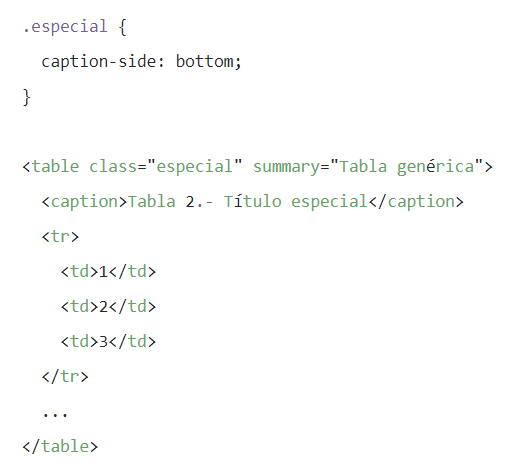 .especial {
  caption-side: bottom;
}

<table class="especial" summary="Tabla genérica">
  <caption>Tabla 2.- Título especial</caption>
  <tr>
    <td>1</td>
    <td>2</td>
    <td>3</td>
  </tr>
  ...
</table>